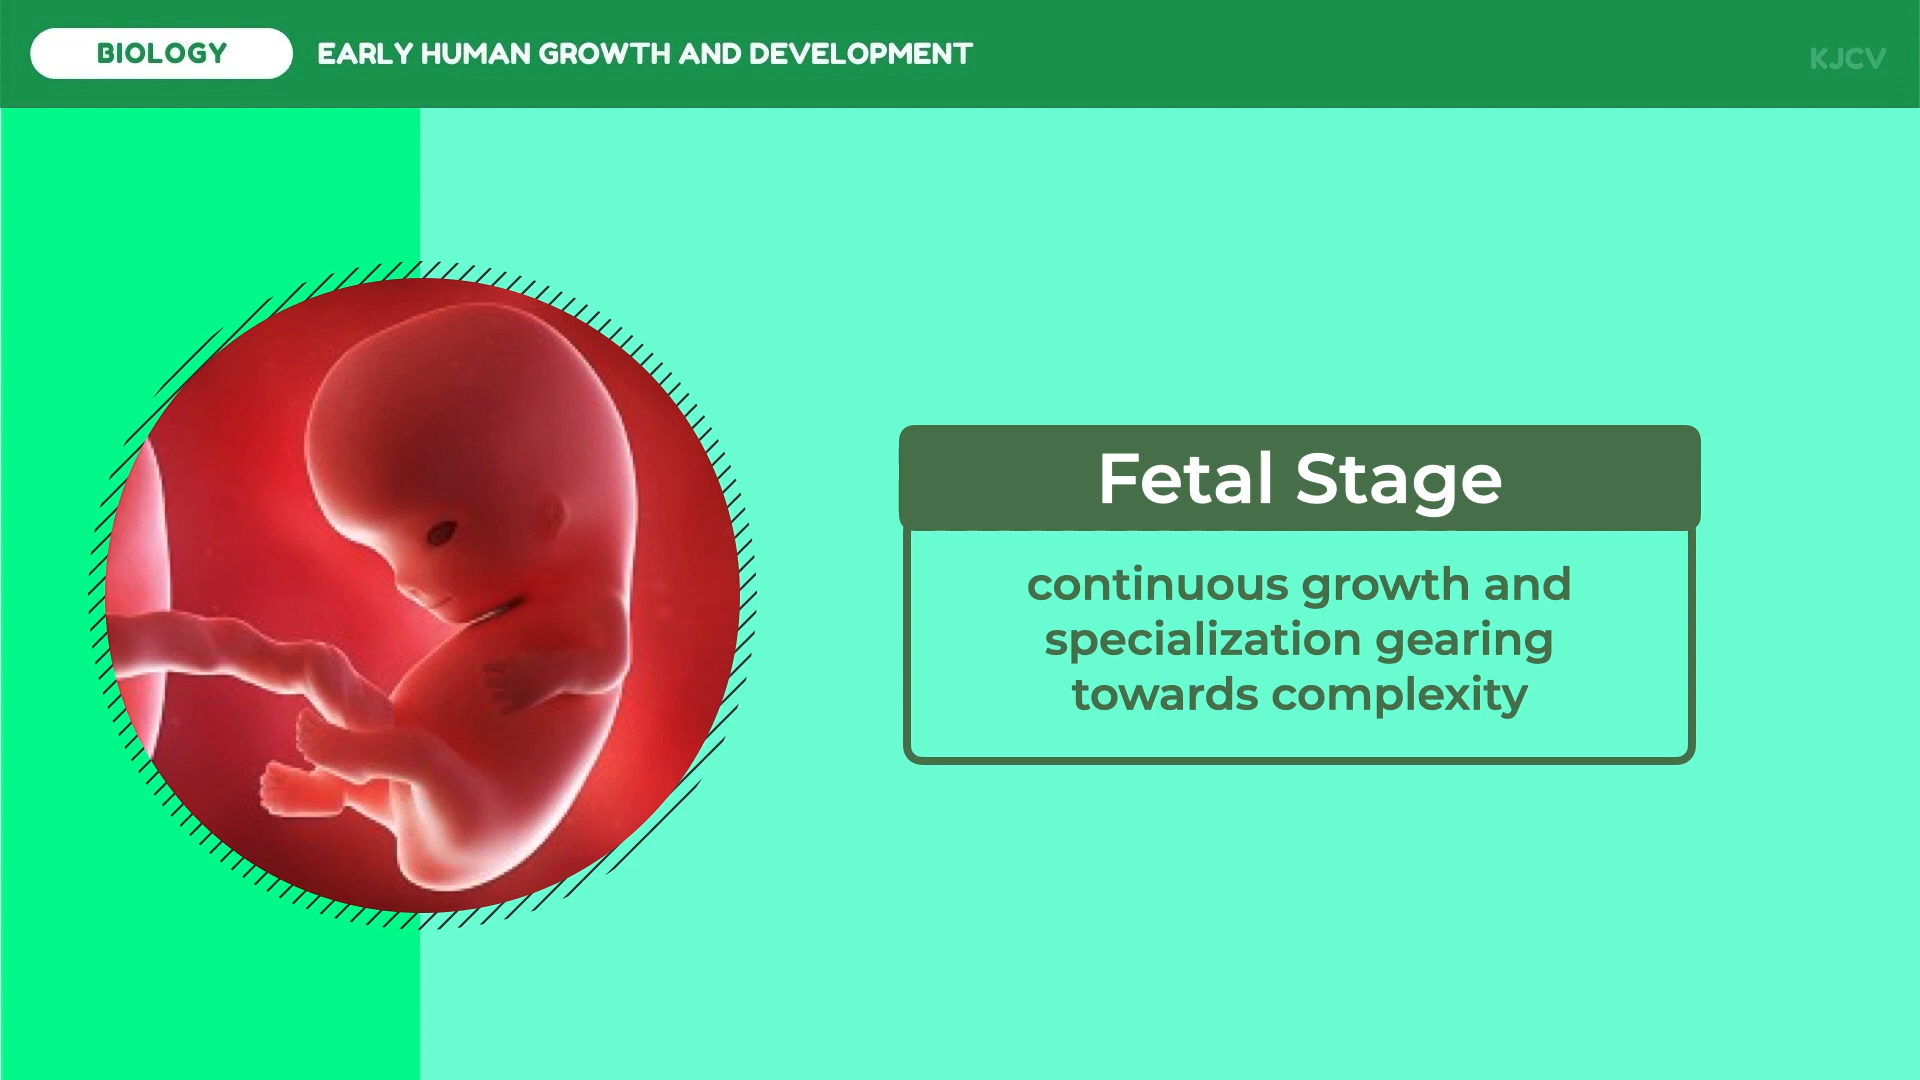 BIOLOGY
EARLY HUMAN GROWTH AND DEVELOPMENT
KJCV
Fetal Stage
continuous growth and
specialization gearing
towards complexity